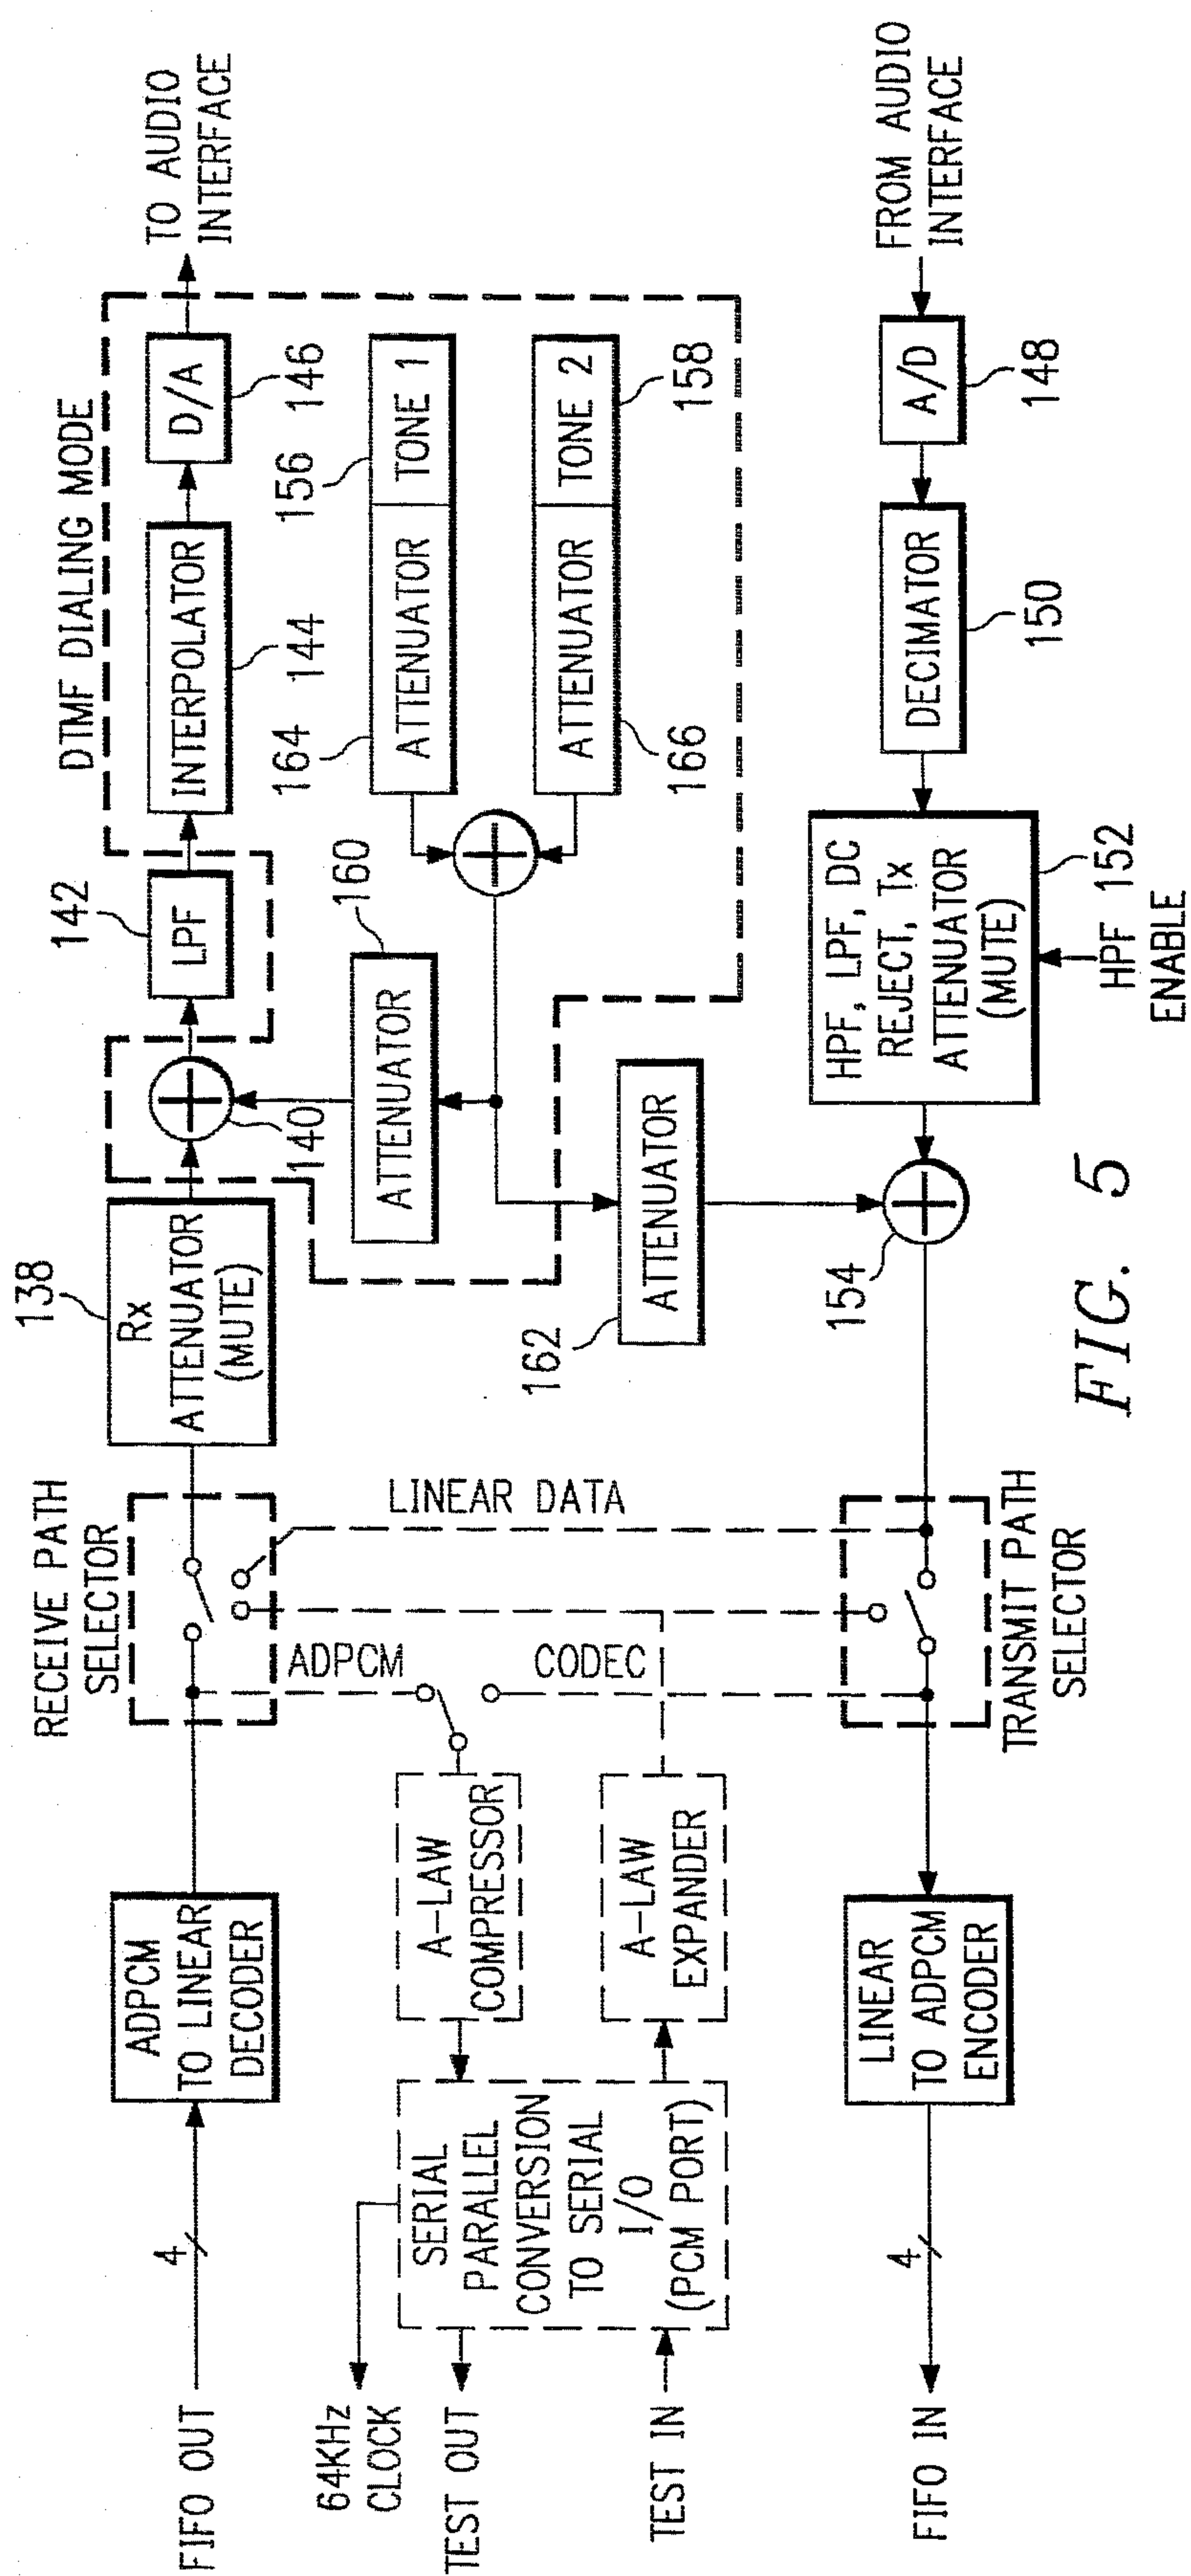 FIFO OUT
4
ADPCM
TO LINEAR
DECODER
RECEIVE PATH
SELECTOR
138
Rx
ATTENUATOR
(MUTE)
140
142
LPF
DTMF DIALING MODE
INTERPOLATOR
144
D/A
146
TO AUDIO
INTERFACE
64KHz
CLOCK
TEST OUT
TEST IN
SERIAL
PARALLEL
CONVERSION
TO SERIAL
I/O
(PCM PORT)
A-LAW
COMPRESSOR
A-LAW
EXPANDER
ADPCM
CODEC
LINEAR DATA
160
ATTENUATOR
162
ATTENUATOR
164
ATTENUATOR
156
TONE 1
ATTENUATOR
TONE 2
166
158
FIFO IN
4
LINEAR
TO ADPCM
ENCODER
TRANSMIT PATH
SELECTOR
154
HPF, LPF, DC
REJECT, Tx
ATTENUATOR
(MUTE)
152
HPF
ENABLE
DECIMATOR
150
A/D
148
FROM AUDIO
INTERFACE
FIG. 5